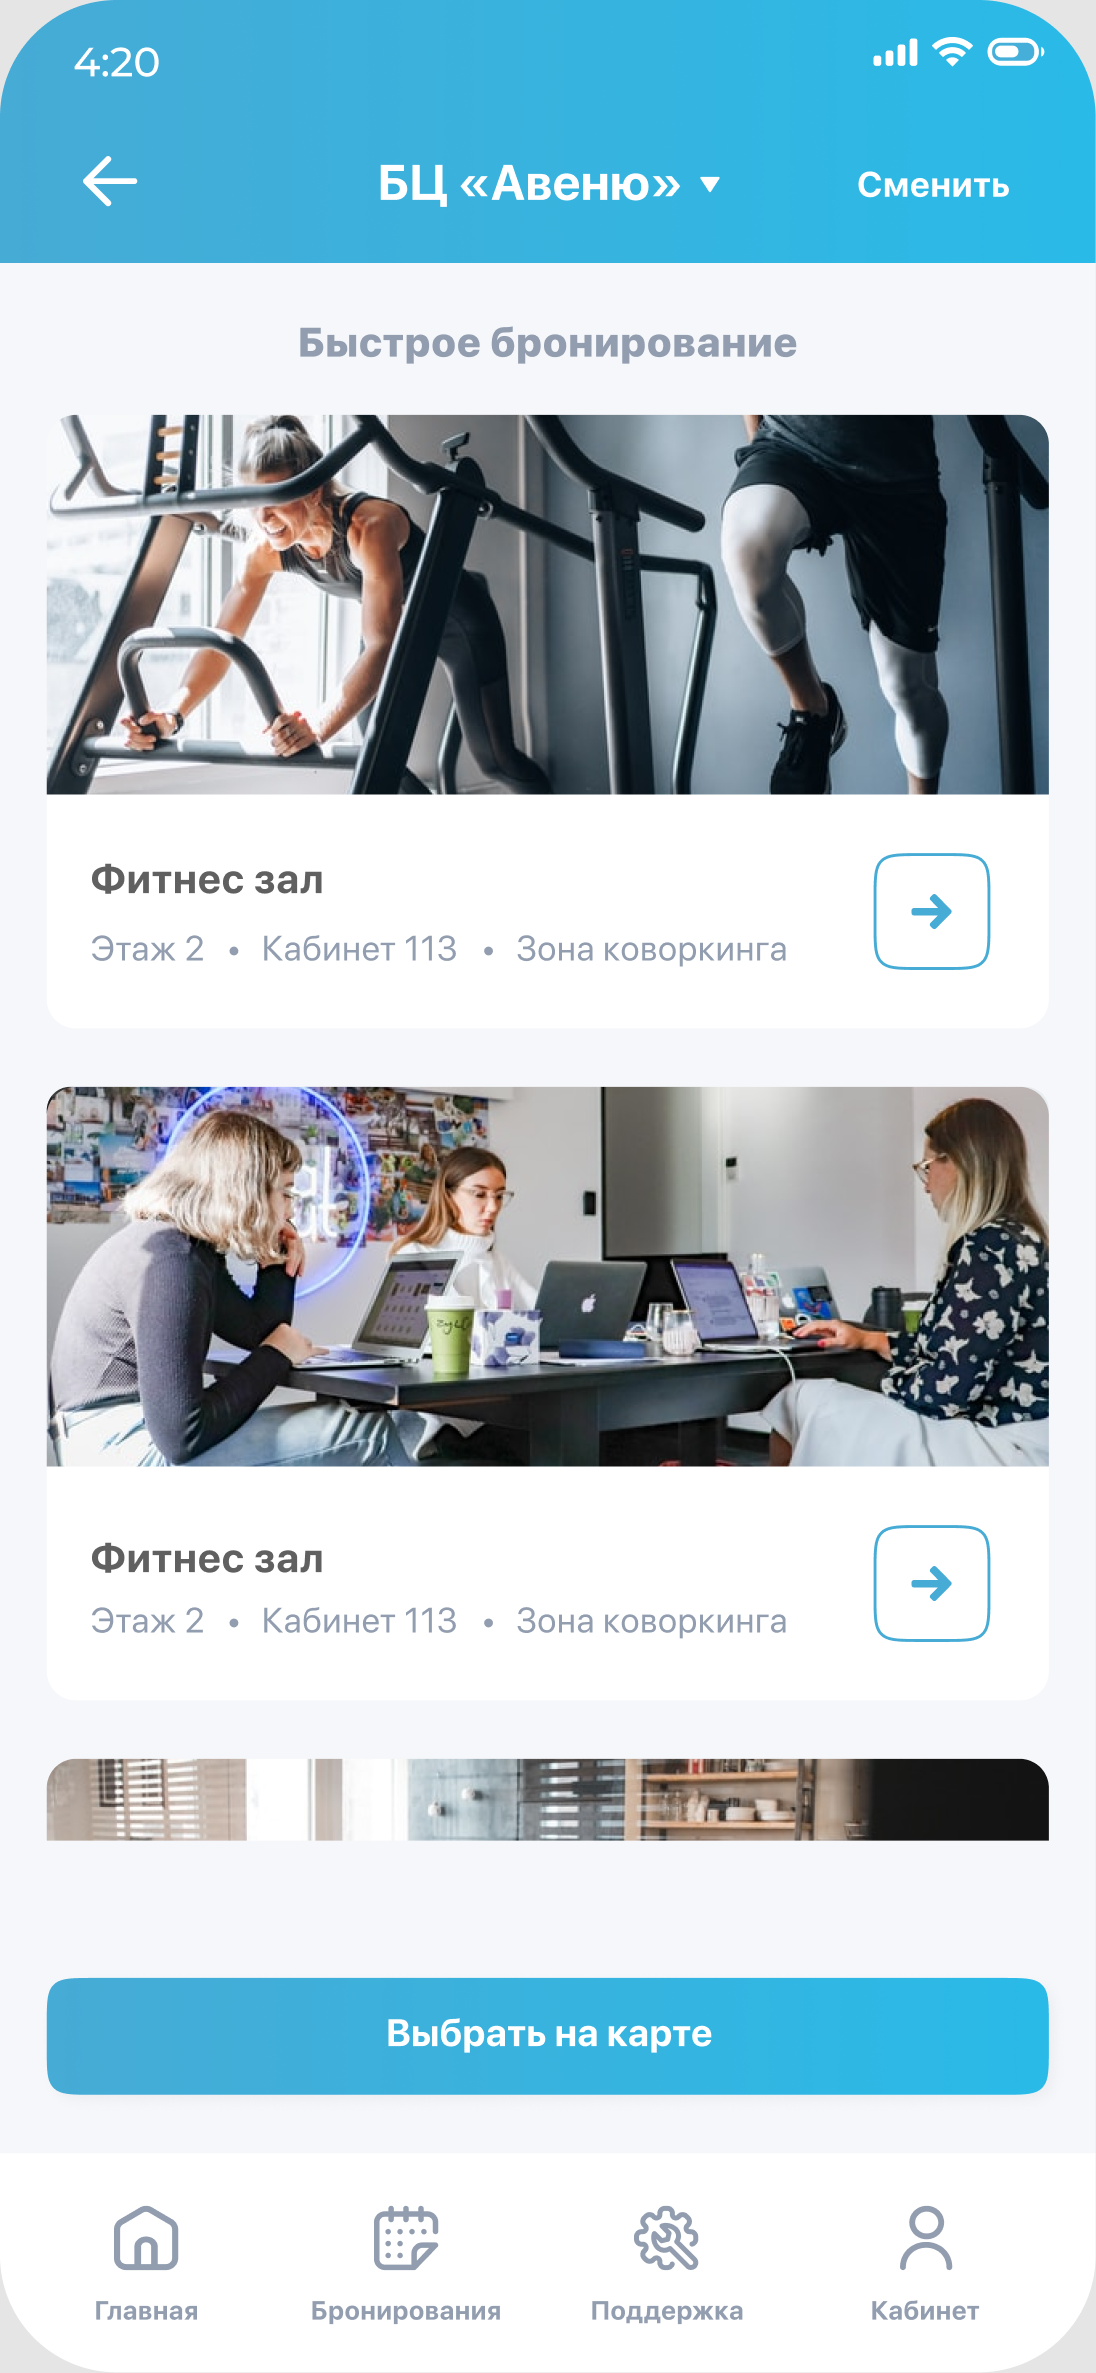 4:20
БЦ «Авеню»
Сменить
Быстрое бронирование
Фитнес зал
Этаж 2 • Кабинет 113 • Зона коворкинга
Фитнес зал
Этаж 2 • Кабинет 113 • Зона коворкинга
Выбрать на карте
Главная
Бронирования
Поддержка
Кабинет